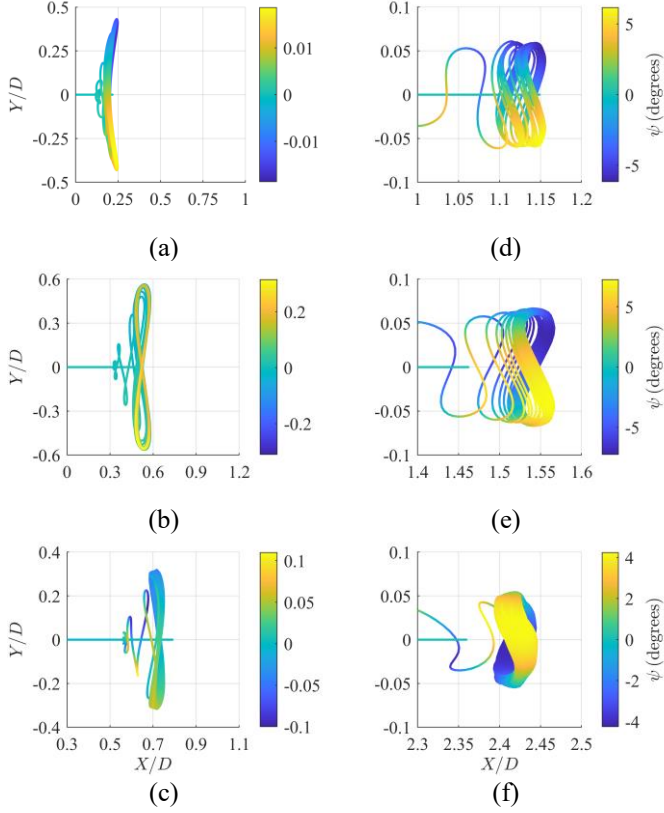 0.5
0.25
0
-0.25
-0.5
Y/D
0 0.25 0.5 0.75 1
0.01
0
-0.01
(a)
0.1
0.05
0
-0.05
-0.1
1 1.05 1.1 1.15 1.2
5
0
-5
ψ (degrees)
(d)
0.6
0.3
0
-0.3
-0.6
Y/D
0 0.3 0.6 0.9 1.2
0.2
0
-0.2
(b)
0.1
0.05
0
-0.05
-0.1
1.4 1.45 1.5 1.55 1.6
5
0
-5
ψ (degrees)
(e)
0.4
0.2
0
-0.2
-0.4
Y/D
0.3 0.5 0.7 0.9 1.1
X/D
0.1
0.05
0
-0.05
-0.1
(c)
0.1
0.05
0
-0.05
-0.1
2.3 2.35 2.4 2.45 2.5
X/D
4
2
0
-2
-4
ψ (degrees)
(f)